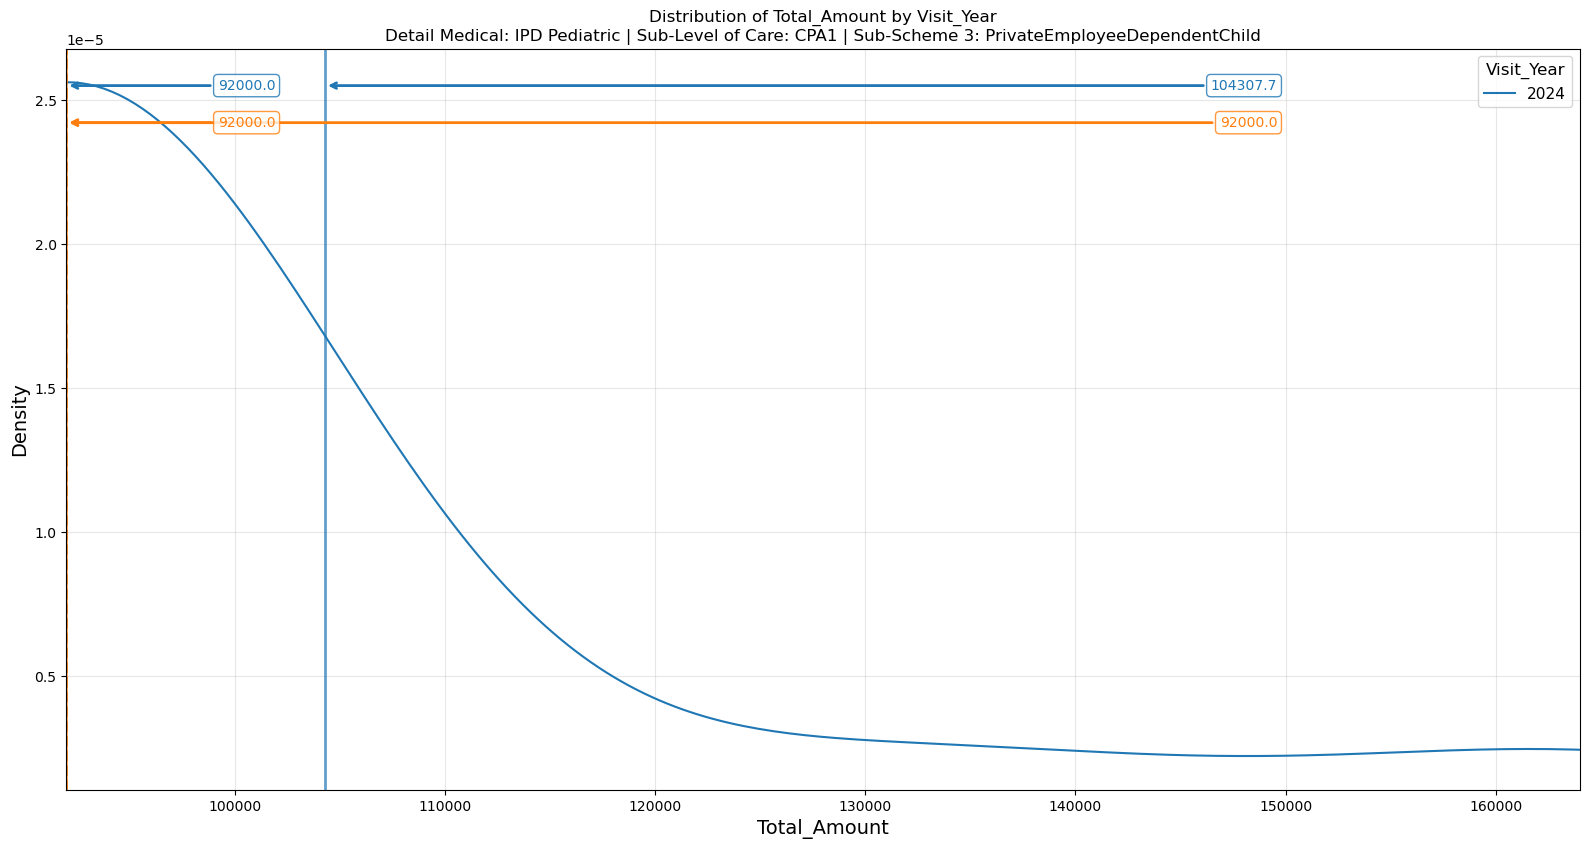 Distribution of Total_Amount by Visit_Year
Detail Medical: IPD Pediatric | Sub-Level of Care: CPA1 | Sub-Scheme 3: PrivateEmployeeDependentChild
1e−5
92000.0
104307.7
92000.0
92000.0
Visit_Year
2024
2.5
2.0
1.5
1.0
0.5
Density
100000
110000
120000
130000
140000
150000
160000
Total_Amount